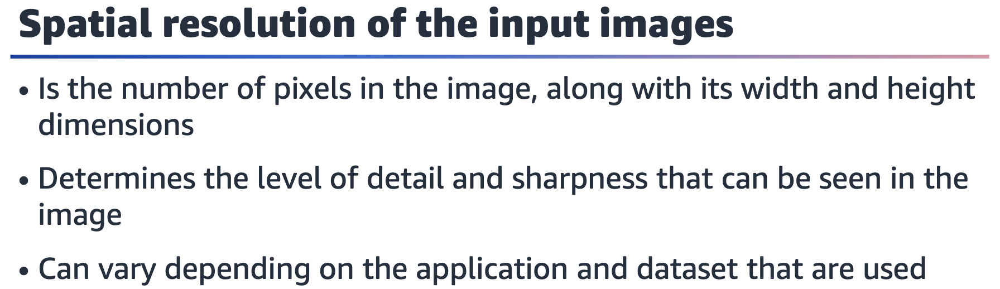 Spatial resolution of the input images
• Is the number of pixels in the image, along with its width and height
dimensions
• Determines the level of detail and sharpness that can be seen in the
image
• Can vary depending on the application and dataset that are used